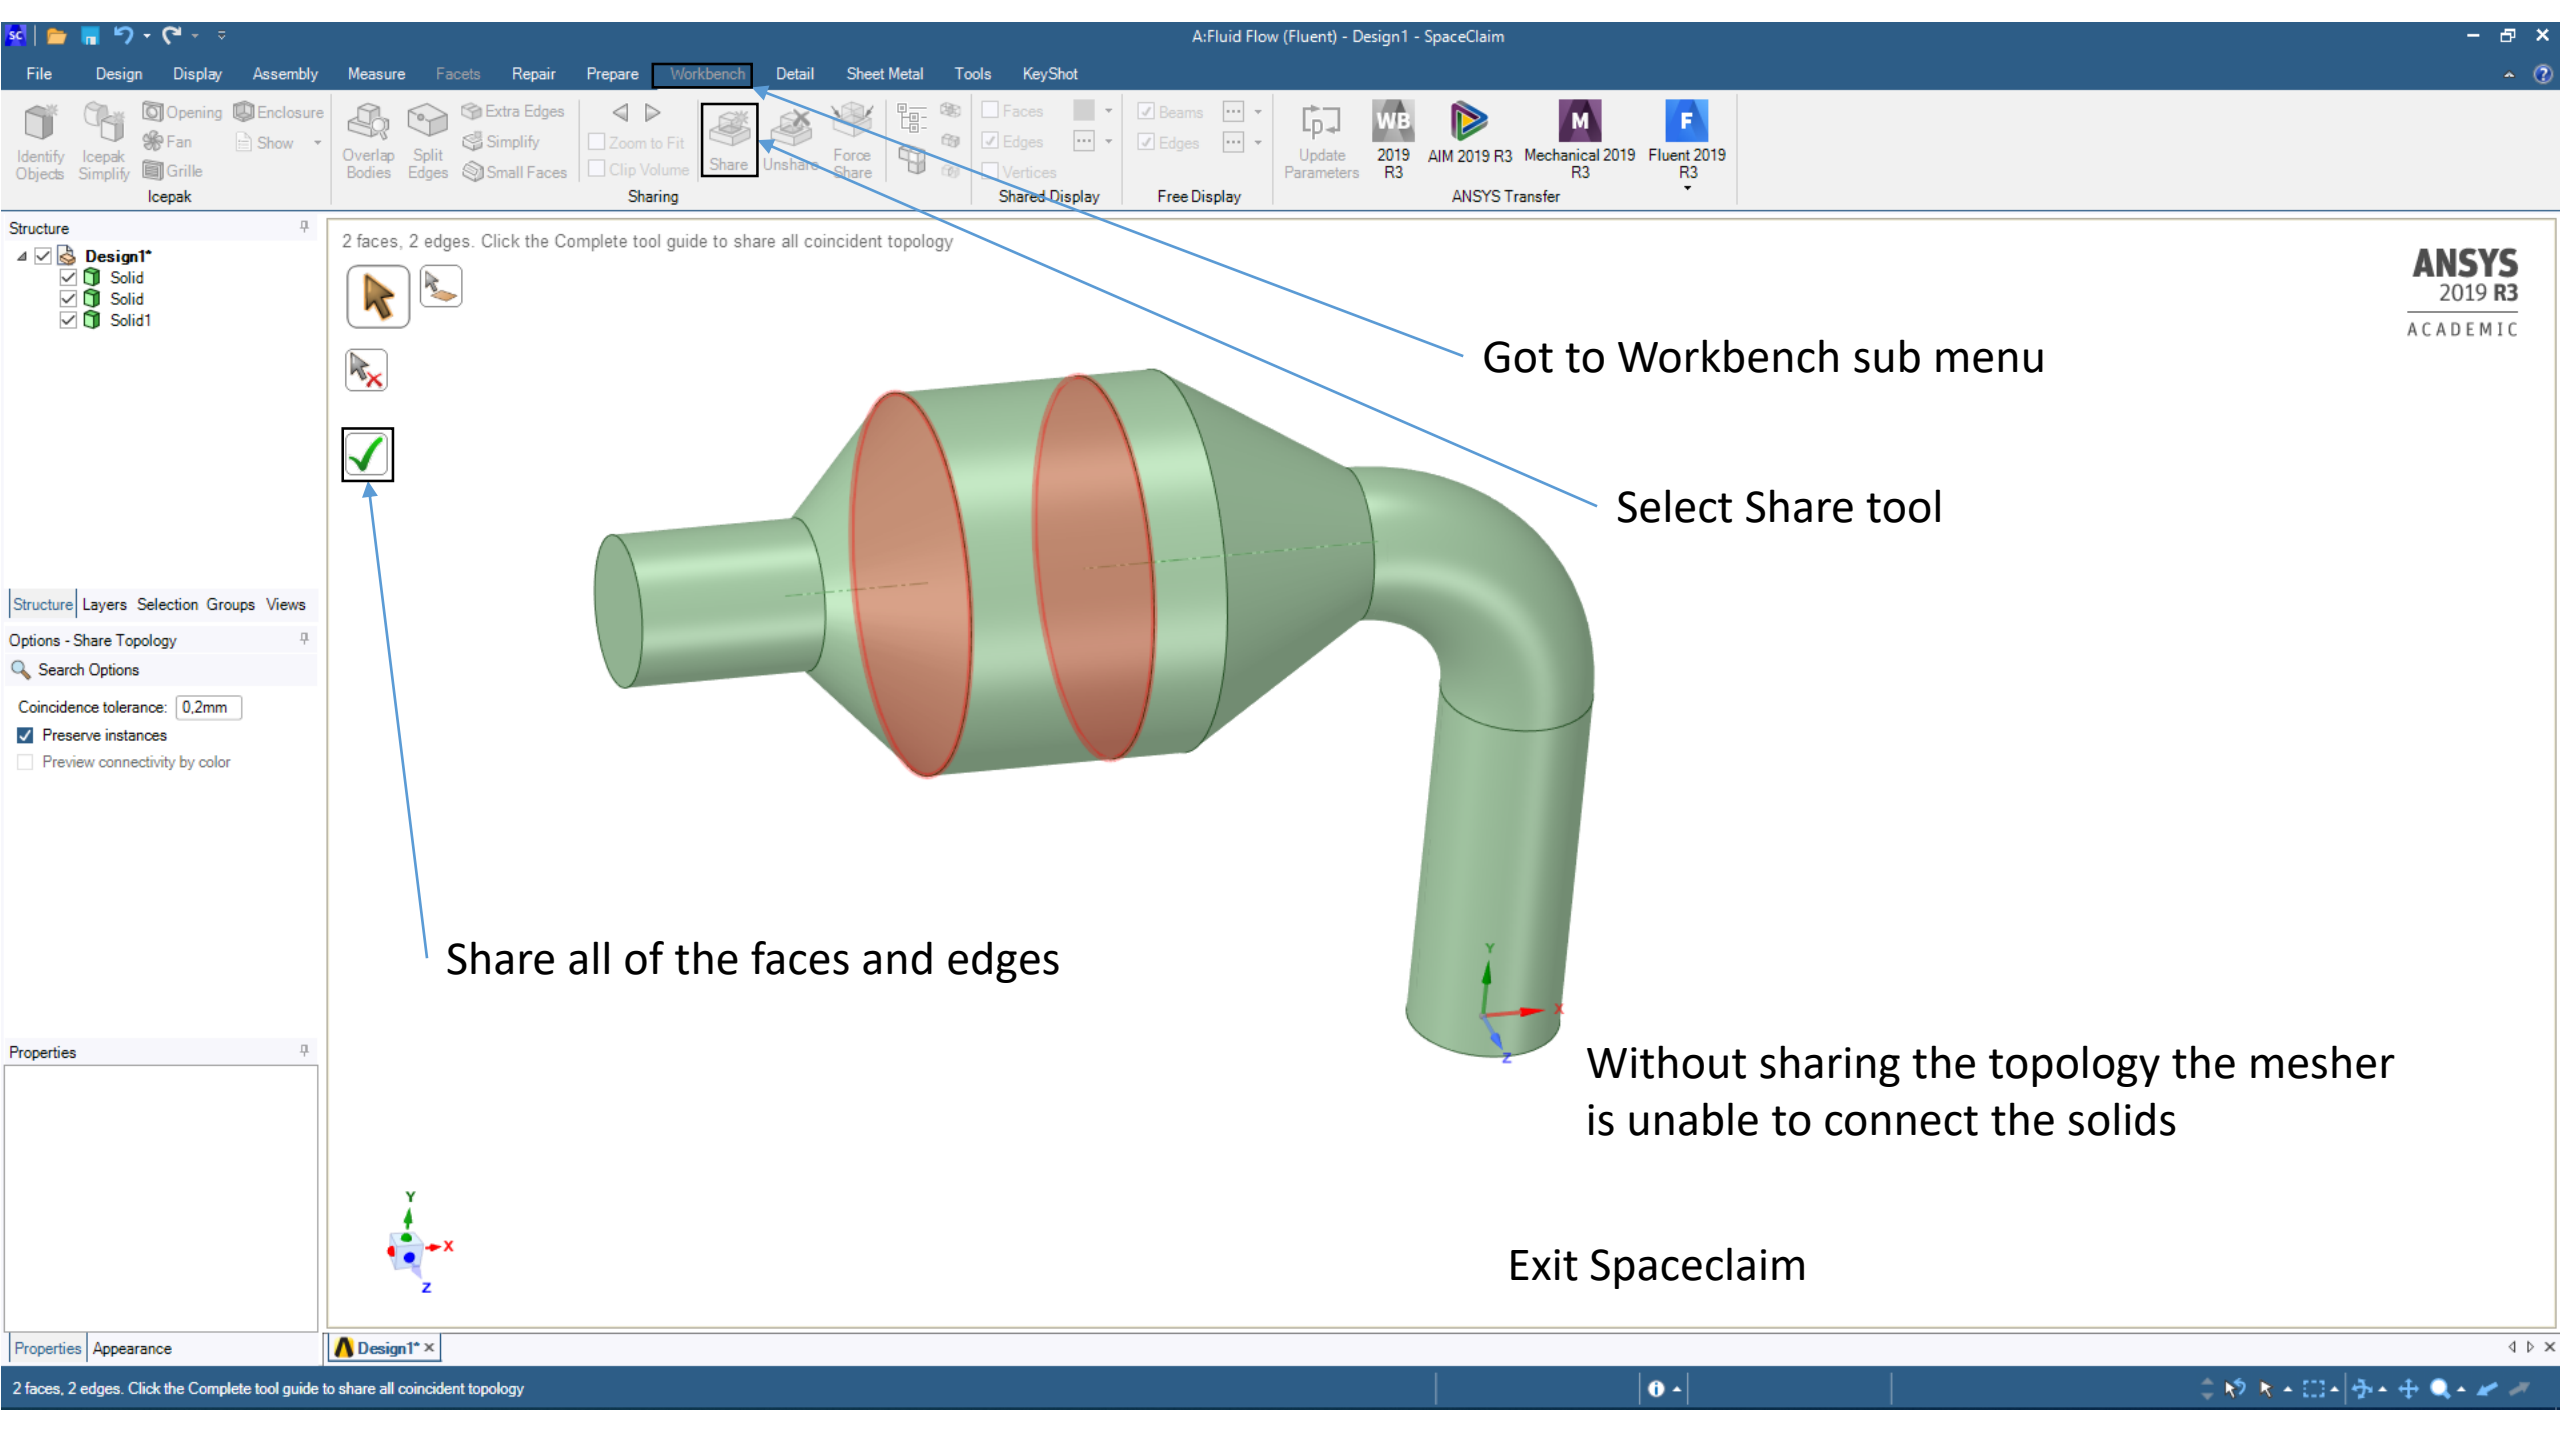 SC
A:Fluid Flow (Fluent) - Design1 - SpaceClaim
File Design Display Assembly Measure Facets Repair Prepare Workbench Detail Sheet Metal Tools KeyShot
Identify Objects
Icepak Simplify
Opening
Fan
Grille
Enclosure
Show
Icepak
Overlap Bodies
Split Edges
Extra Edges
Simplify
Small Faces
Zoom to Fit
Clip Volume
Share
Unshare
Force Share
Sharing
Faces
Edges
Vertices
Shared Display
Beams
Edges
Free Display
Update Parameters
WB
2019 R3
AIM 2019 R3
M
Mechanical 2019 R3
F
Fluent 2019 R3
ANSYS Transfer
Structure
Design1*
Solid
Solid
Solid1
Structure Layers Selection Groups Views
Options - Share Topology
Search Options
Coincidence tolerance: 0,2mm
Preserve instances
Preview connectivity by color
Properties
Properties Appearance
2 faces, 2 edges. Click the Complete tool guide to share all coincident topology
ANSYS
2019 R3
ACADEMIC
Got to Workbench sub menu
Select Share tool
Share all of the faces and edges
Y
X
Z
Without sharing the topology the mesher
is unable to connect the solids
Y
X
Z
Exit Spaceclaim
Design1*
2 faces, 2 edges. Click the Complete tool guide to share all coincident topology